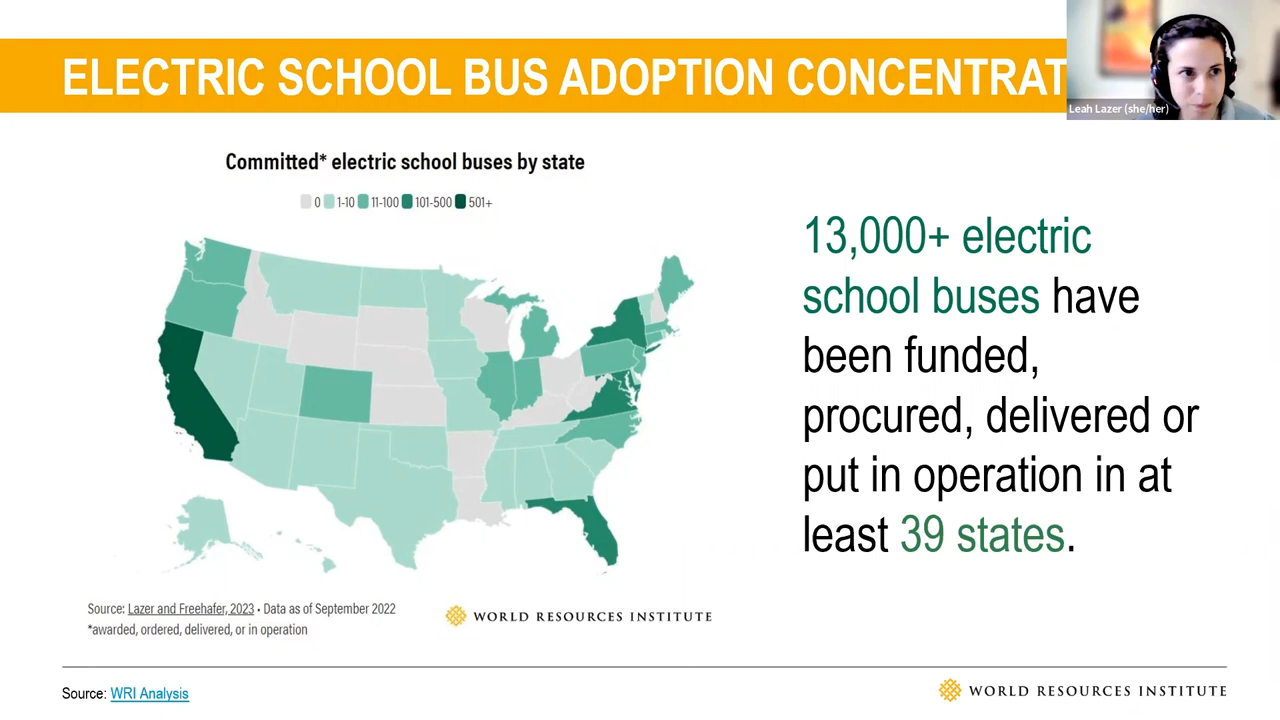 ELECTRIC SCHOOL BUS ADOPTION CONCENTRAT
Leah Lazer (she/her)
Committed* electric school buses by state
0 1-10 11-100 101-500 501+
13,000+ electric
school buses have
been funded,
procured, delivered or
put in operation in at
least 39 states.
Source: Lazer and Freehafer, 2023 • Data as of September 2022
*awarded, ordered, delivered, or in operation
WORLD RESOURCES INSTITUTE
Source: WRI Analysis
WORLD RESOURCES INSTITUTE